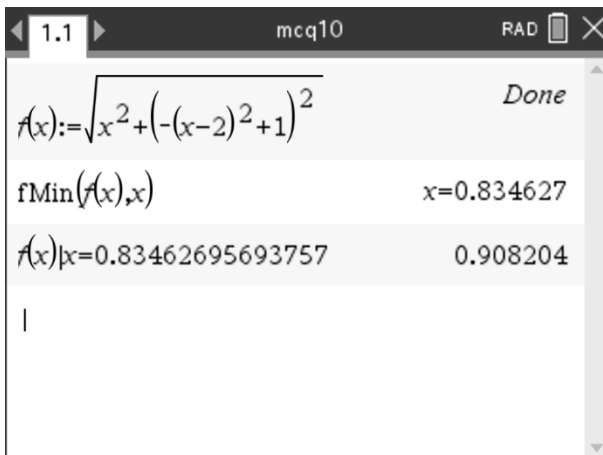 1.1 mcq10 RAD
f(x):=√(x²+(-(x-2)²+1)²) Done
fMin(f(x),x) x=0.834627
f(x)|x=0.83462695693757 0.908204